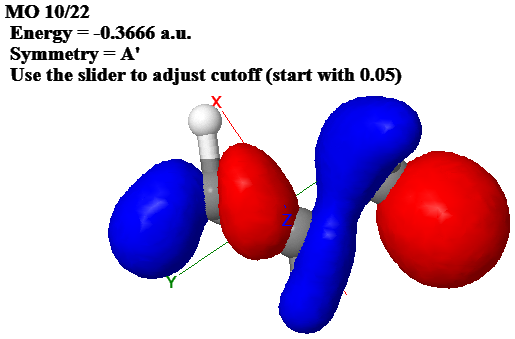 MO 10/22
Energy = -0.3666 a.u.
Symmetry = A'
Use the slider to adjust cutoff (start with 0.05)
X
Z
Y